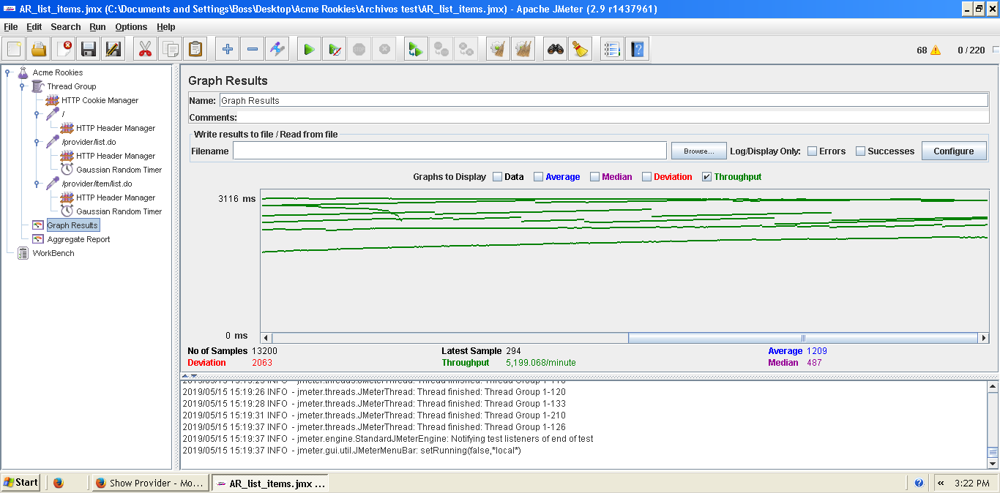 AR_list_items.jmx (C:\Documents and Settings\Boss\Desktop\Acme Rookies\Archivos test\AR_list_items.jmx) - Apache JMeter (2.9 r1437961)
File Edit Search Run Options Help
68 0 / 220
Acme Rookies
Thread Group
HTTP Cookie Manager
/
HTTP Header Manager
/provider/list.do
HTTP Header Manager
Gaussian Random Timer
/provider/item/list.do
HTTP Header Manager
Gaussian Random Timer
Graph Results
Aggregate Report
WorkBench
Graph Results
Name: Graph Results
Comments:
Write results to file / Read from file
Filename Browse... Log/Display Only: Errors Successes Configure
Graphs to Display Data Average Median Deviation Throughput
3116 ms
0 ms
No of Samples 13200 Latest Sample 294 Average 1209
Deviation 2063 Throughput 5,199.068/minute Median 487
2019/05/15 15:19:26 INFO - jmeter.threads.JMeterThread: Thread finished: Thread Group 1-120
2019/05/15 15:19:28 INFO - jmeter.threads.JMeterThread: Thread finished: Thread Group 1-133
2019/05/15 15:19:31 INFO - jmeter.threads.JMeterThread: Thread finished: Thread Group 1-210
2019/05/15 15:19:37 INFO - jmeter.threads.JMeterThread: Thread finished: Thread Group 1-126
2019/05/15 15:19:37 INFO - jmeter.engine.StandardJMeterEngine: Notifying test listeners of end of test
2019/05/15 15:19:37 INFO - jmeter.gui.util.JMeterMenuBar: setRunning(false,*local*)
Start Show Provider - Mo... AR_list_items.jmx ... « 3:22 PM